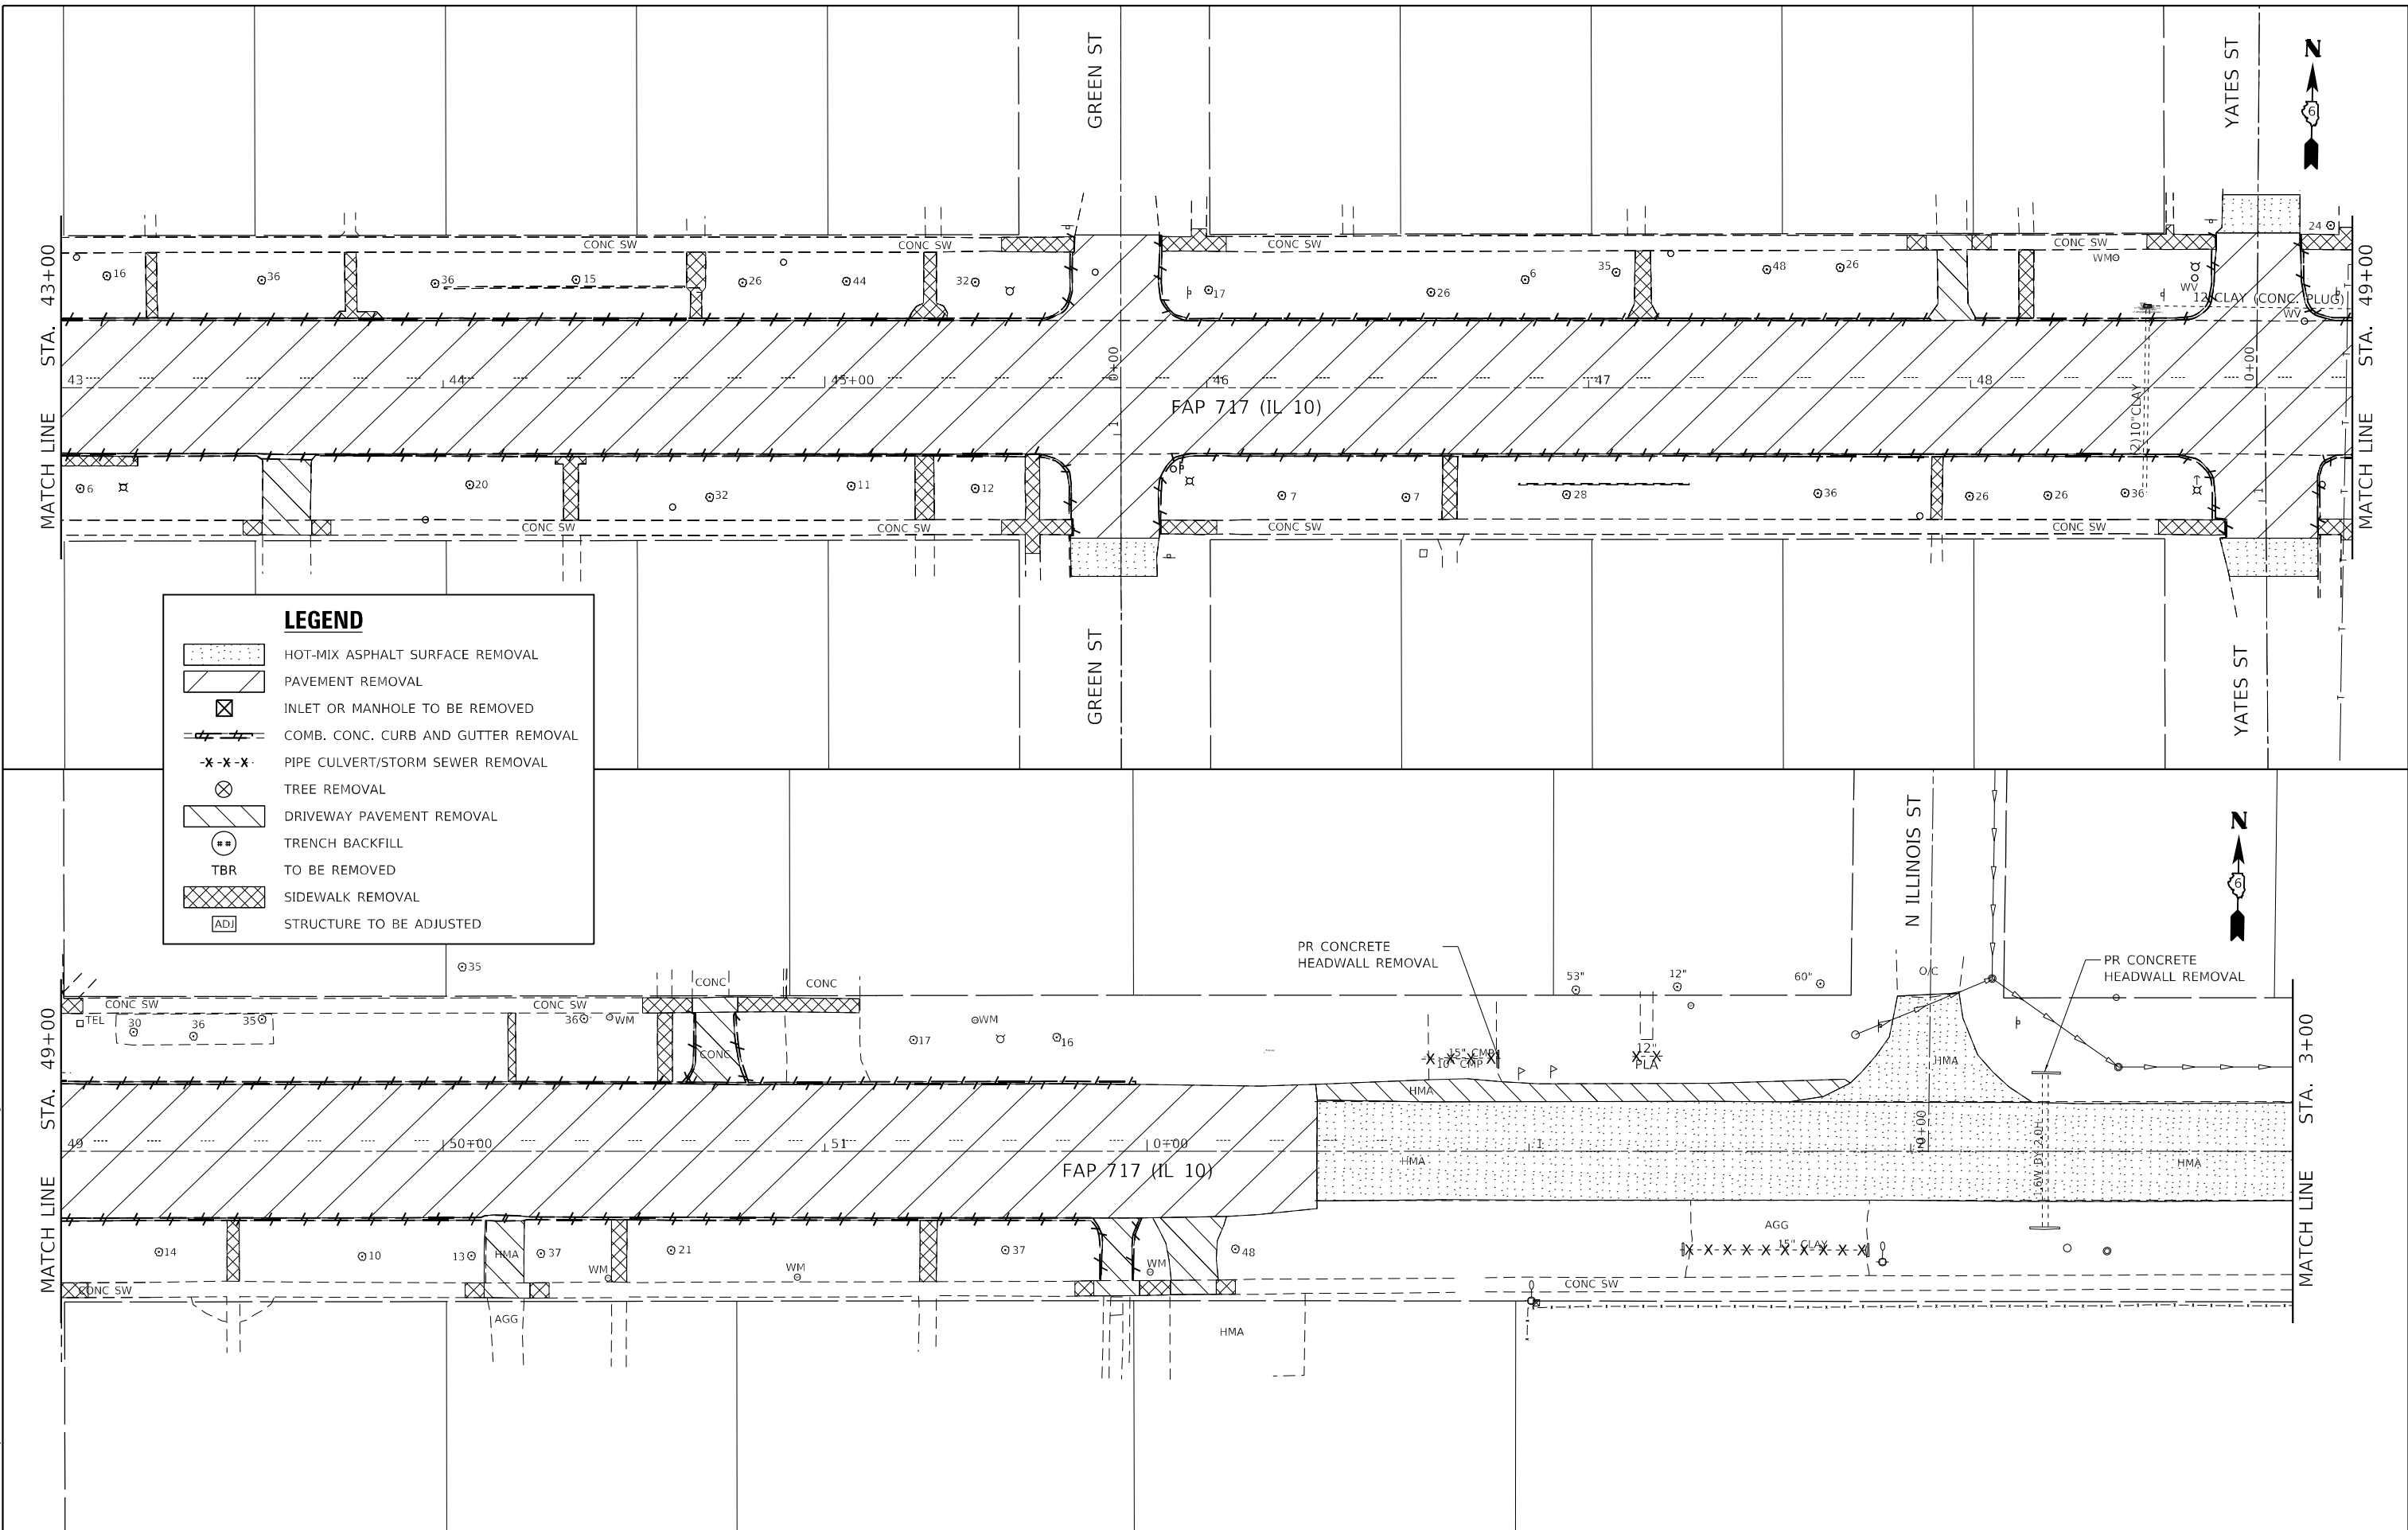 GREEN ST
YATES ST
N
6
CONC SW
CONC SW
CONC SW
CONC SW
24
WM
16
36
36
15
26
44
32
17
26
6
35
48
26
WV
12"CLAY (CONC. PLUG)
WV
MATCH LINE STA. 43+00
MATCH LINE STA. 49+00
43
44
45+00
0+00
46
47
48
0+00
FAP 717 (IL 10)
1
2)10"CLAY
1
6
20
32
11
12
7
7
28
36
26
26
36
CONC SW
CONC SW
CONC SW
CONC SW
GREEN ST
YATES ST
T
LEGEND
HOT-MIX ASPHALT SURFACE REMOVAL
PAVEMENT REMOVAL
INLET OR MANHOLE TO BE REMOVED
COMB. CONC. CURB AND GUTTER REMOVAL
-X-X-X- PIPE CULVERT/STORM SEWER REMOVAL
TREE REMOVAL
DRIVEWAY PAVEMENT REMOVAL
## TRENCH BACKFILL
TBR TO BE REMOVED
SIDEWALK REMOVAL
ADJ STRUCTURE TO BE ADJUSTED
N ILLINOIS ST
N
6
PR CONCRETE
HEADWALL REMOVAL
PR CONCRETE
HEADWALL REMOVAL
35
CONC
CONC
53"
12"
60"
O/C
CONC SW
CONC SW
TEL
30
36
35
36
WM
WM
17
16
CONC
15" CMP
10" CMP
12"
PLA
HMA
HMA
MATCH LINE STA. 49+00
MATCH LINE STA. 3+00
49
50+00
51
0+00
1
2
0+00
FAP 717 (IL 10)
HMA
HMA
14
10
13
HMA
37
21
37
48
WM
WM
WM
AGG
15" CLAY
CONC SW
CONC SW
AGG
HMA